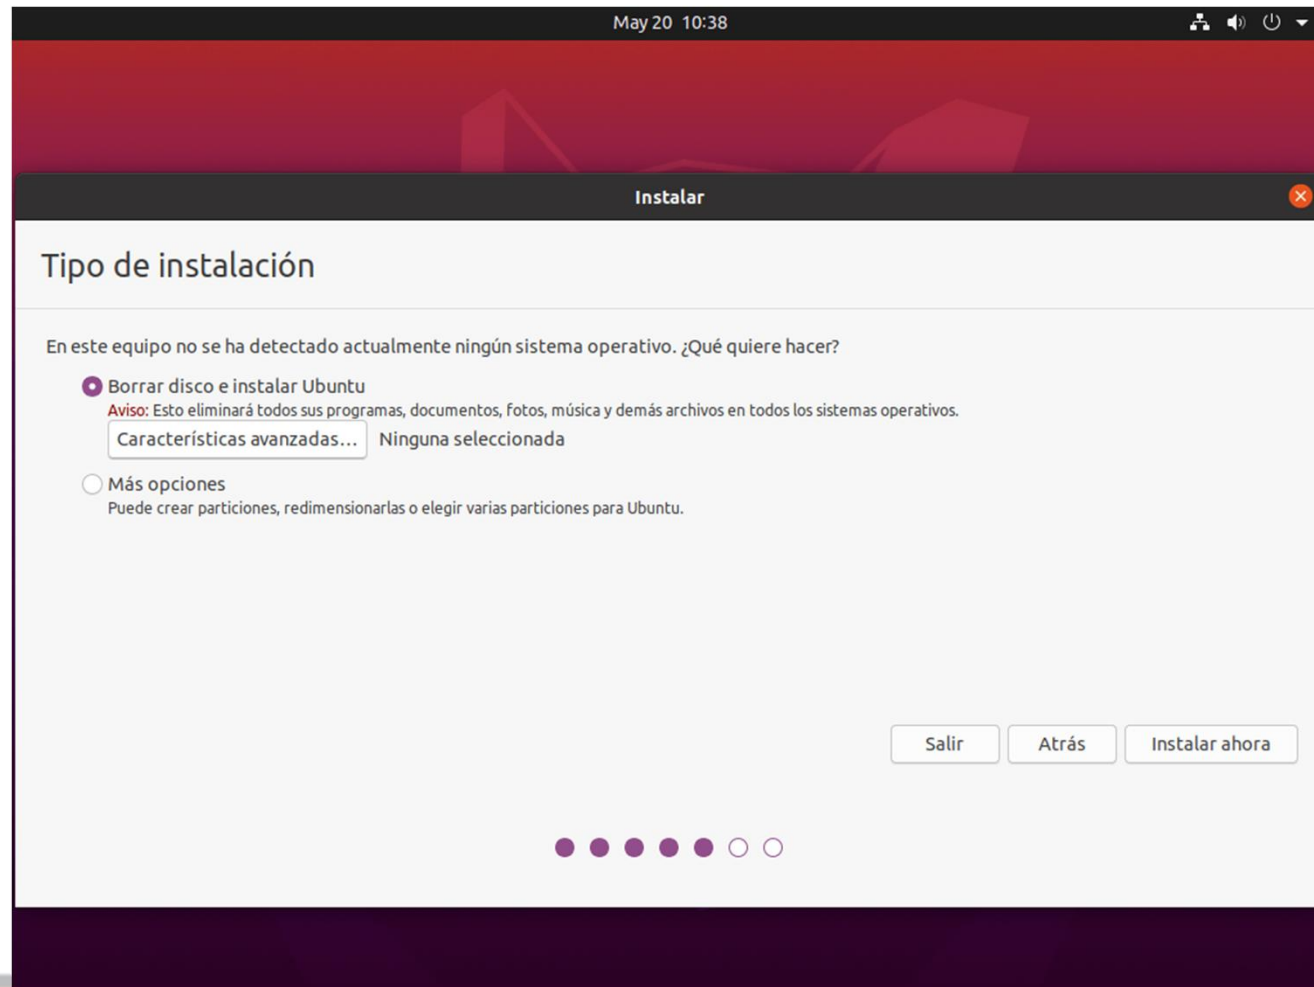 May 20 10:38
Instalar
Tipo de instalación
En este equipo no se ha detectado actualmente ningún sistema operativo. ¿Qué quiere hacer?
Borrar disco e instalar Ubuntu
Aviso: Esto eliminará todos sus programas, documentos, fotos, música y demás archivos en todos los sistemas operativos.
Características avanzadas... Ninguna seleccionada
Más opciones
Puede crear particiones, redimensionarlas o elegir varias particiones para Ubuntu.
Salir Atrás Instalar ahora